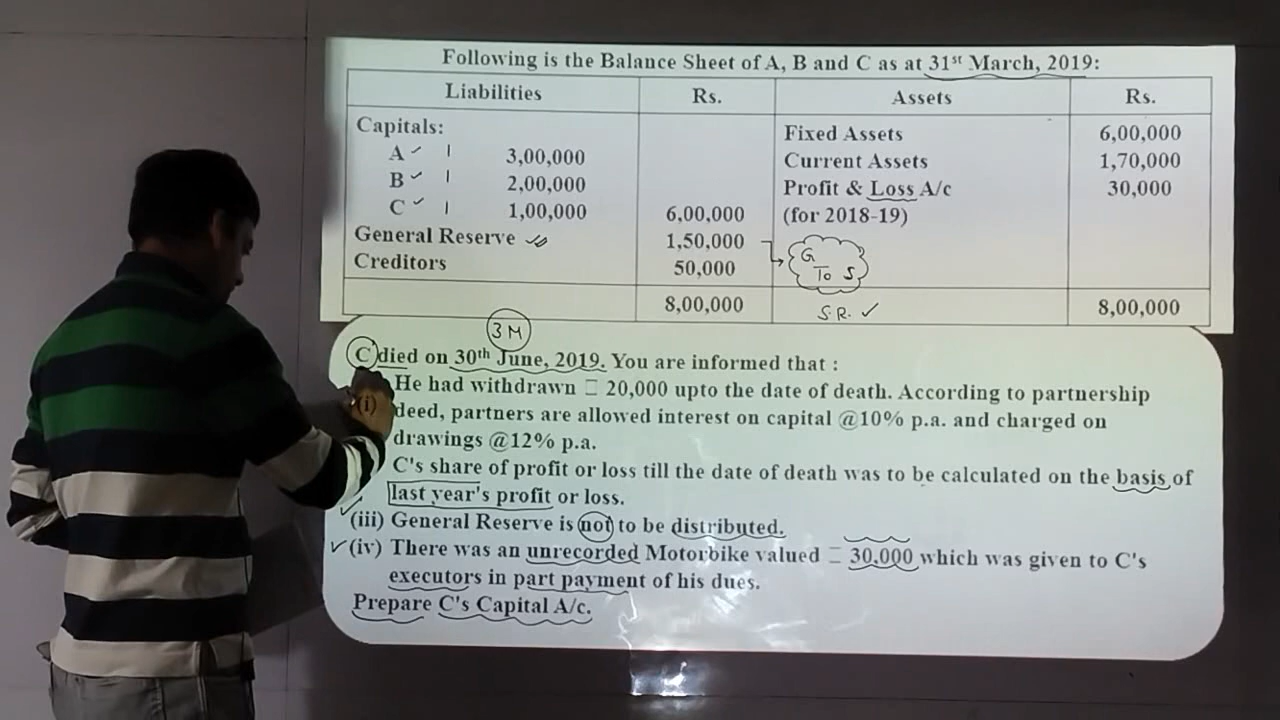 Following is the Balance Sheet of A, B and C as at 31st March, 2019:
Liabilities Rs. Assets Rs.
Capitals: Fixed Assets 6,00,000
A 3,00,000 Current Assets 1,70,000
B 2,00,000 Profit & Loss A/c 30,000
C 1,00,000 6,00,000 (for 2018-19)
General Reserve 1,50,000 G
Creditors 50,000 To S
8,00,000 S.R. ✓ 8,00,000
3 M
C died on 30th June, 2019. You are informed that :
(i) He had withdrawn 20,000 upto the date of death. According to partnership
deed, partners are allowed interest on capital @10% p.a. and charged on
drawings @12% p.a.
C's share of profit or loss till the date of death was to be calculated on the basis of
last year's profit or loss.
(iii) General Reserve is not to be distributed.
(iv) There was an unrecorded Motorbike valued 30,000 which was given to C's
executors in part payment of his dues.
Prepare C's Capital A/c.